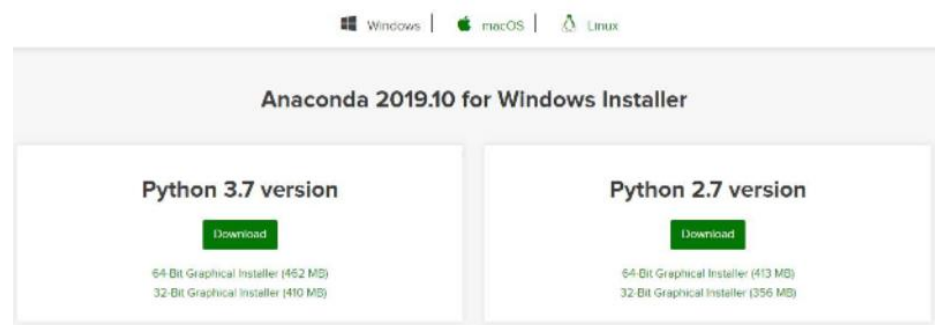 Windows | macOS | Linux
Anaconda 2019.10 for Windows Installer
Python 3.7 version
Download
64-Bit Graphical Installer (462 MB)
32-Bit Graphical Installer (410 MB)
Python 2.7 version
Download
64-Bit Graphical Installer (413 MB)
32-Bit Graphical Installer (356 MB)